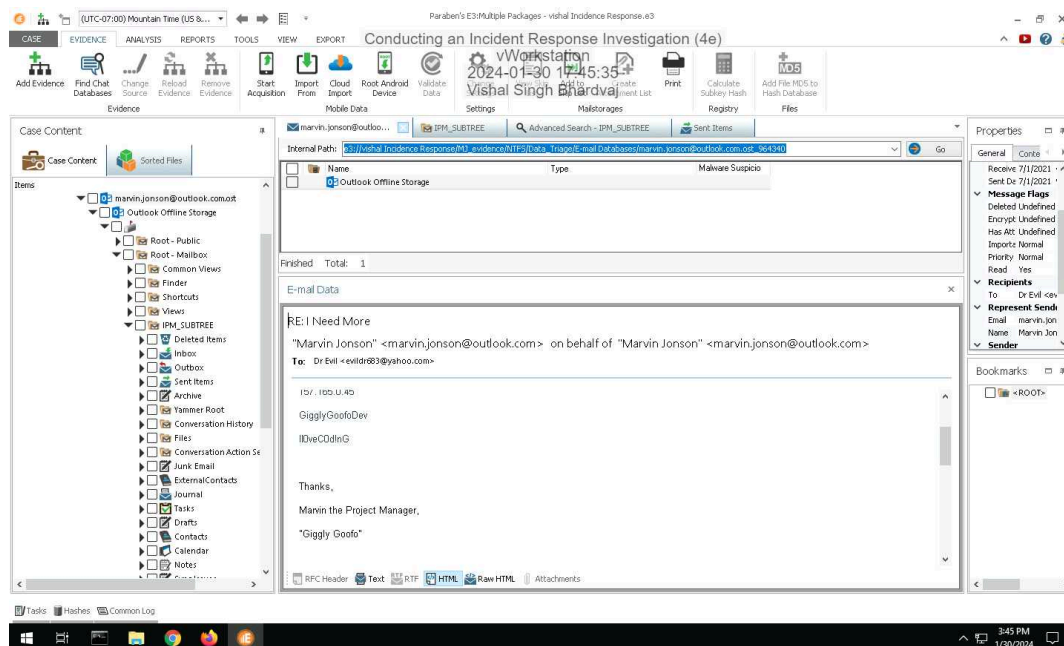 (UTC-07:00) Mountain Time (US &...
Paraben's E3:Multiple Packages - vishal Incidence Response.e3
CASE EVIDENCE ANALYSIS REPORTS TOOLS VIEW EXPORT
Conducting an Incident Response Investigation (4e)
vWorkstation
2024-01-30 17:45:35
Vishal Singh Bhardvaj
Add Evidence
Find Chat Databases
Change Source
Reload Evidence
Remove Evidence
Start Acquisition
Import From
Cloud Import
Root Android Device
Validate Data
Print
Calculate Subkey Hash
MD5
Add File MD5 to Hash Database
Evidence Mobile Data Settings Mailstorages Registry Files
Case Content
Case Content Sorted Files
Items
marvin.jonson@outlook.com.ost
Outlook Offline Storage
Root - Public
Root - Mailbox
Common Views
Finder
Shortcuts
Views
IPM_SUBTREE
Deleted Items
Inbox
Outbox
Sent Items
Archive
Yammer Root
Conversation History
Files
Conversation Action Se
Junk Email
ExternalContacts
Journal
Tasks
Drafts
Contacts
Calendar
Notes
marvin.jonson@outloo... IPM_SUBTREE Advanced Search - IPM_SUBTREE Sent Items
Internal Path: e3://vishal Incidence Response/MJ_evidence/NTFS/Data_Triage/E-mail Databases/marvin.jonson@outlook.com.ost_964340 Go
Name Type Malware Suspicio
Outlook Offline Storage
Finished Total: 1
E-mail Data
RE: I Need More
"Marvin Jonson" <marvin.jonson@outlook.com> on behalf of "Marvin Jonson" <marvin.jonson@outlook.com>
To: Dr Evil <evildr683@yahoo.com>
157.165.0.45
GigglyGoofoDev
Thanks,
Marvin the Project Manager,
"Giggly Goofo"
RFC Header Text RTF HTML Raw HTML Attachments
Properties
General Conte
Receive 7/1/2021
Sent De 7/1/2021
Message Flags
Deleted Undefined
Encrypt Undefined
Has Att Undefined
Importe Normal
Priority Normal
Read Yes
Recipients
To Dr Evil <ev
Represent Sende
Email marvin.jon
Name Marvin Jon
Sender
Bookmarks
<ROOT>
Tasks Hashes Common Log
3:45 PM
1/30/2024